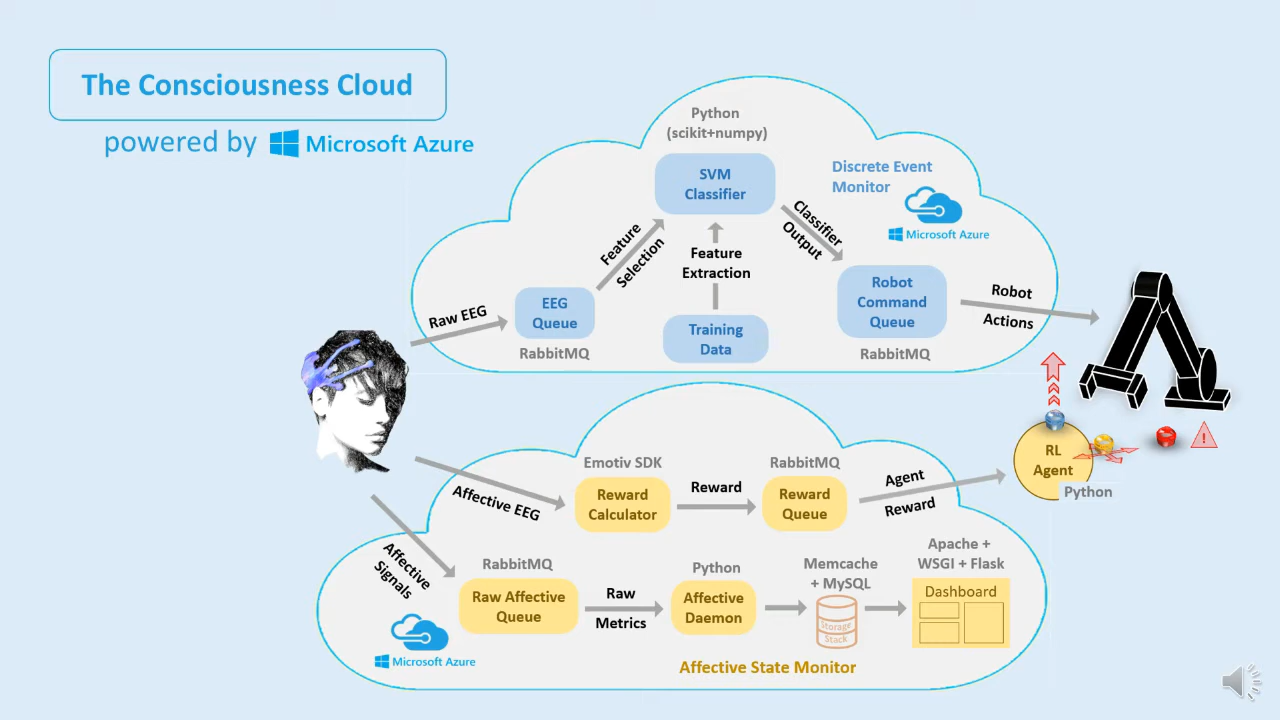 The Consciousness Cloud
powered by Microsoft Azure
Python
(scikit+numpy)
SVM
Classifier
Discrete Event
Monitor
Microsoft Azure
Feature
Selection
Classifier
Output
Feature
Extraction
Raw EEG
EEG
Queue
RabbitMQ
Training
Data
Robot
Command
Queue
RabbitMQ
Robot
Actions
Affective EEG
Emotiv SDK
Reward
Calculator
Reward
RabbitMQ
Reward
Queue
Agent
Reward
RL
Agent
Python
!
Affective
Signals
RabbitMQ
Raw Affective
Queue
Raw
Metrics
Python
Affective
Daemon
Memcache
+ MySQL
Storage
Stack
Apache +
WSGI + Flask
Dashboard
Microsoft Azure
Affective State Monitor